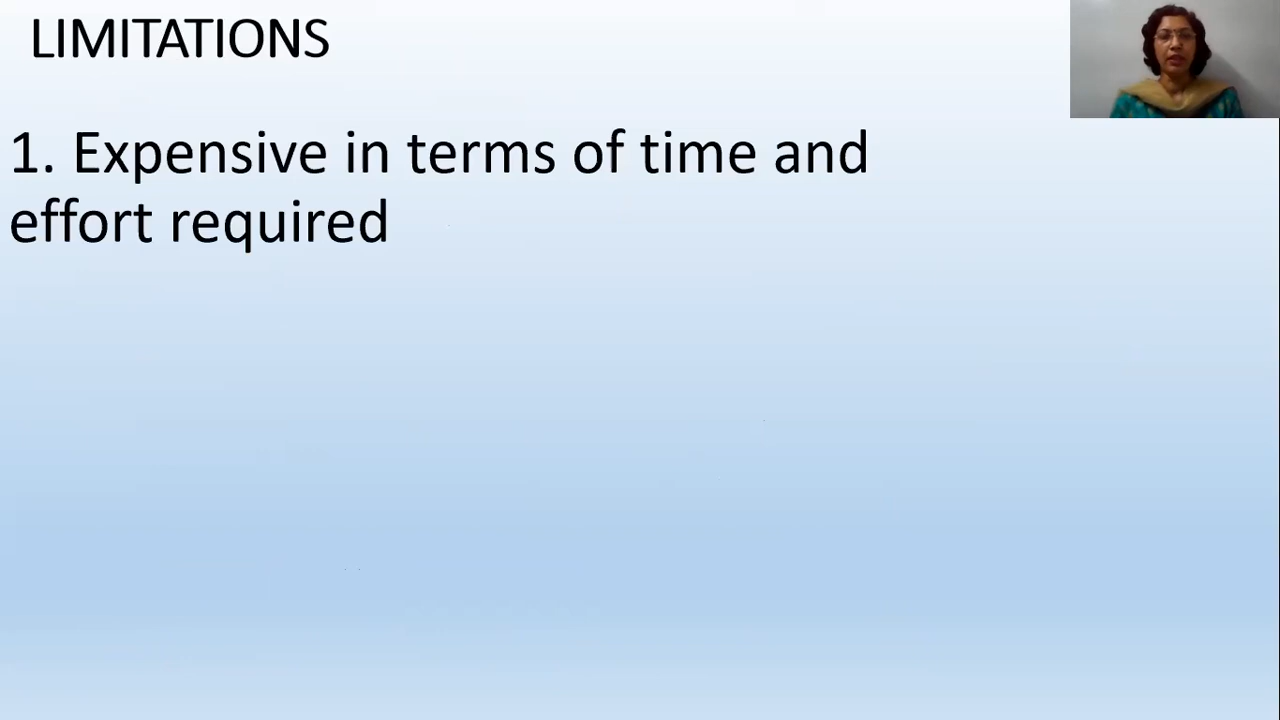 LIMITATIONS
1. Expensive in terms of time and
effort required